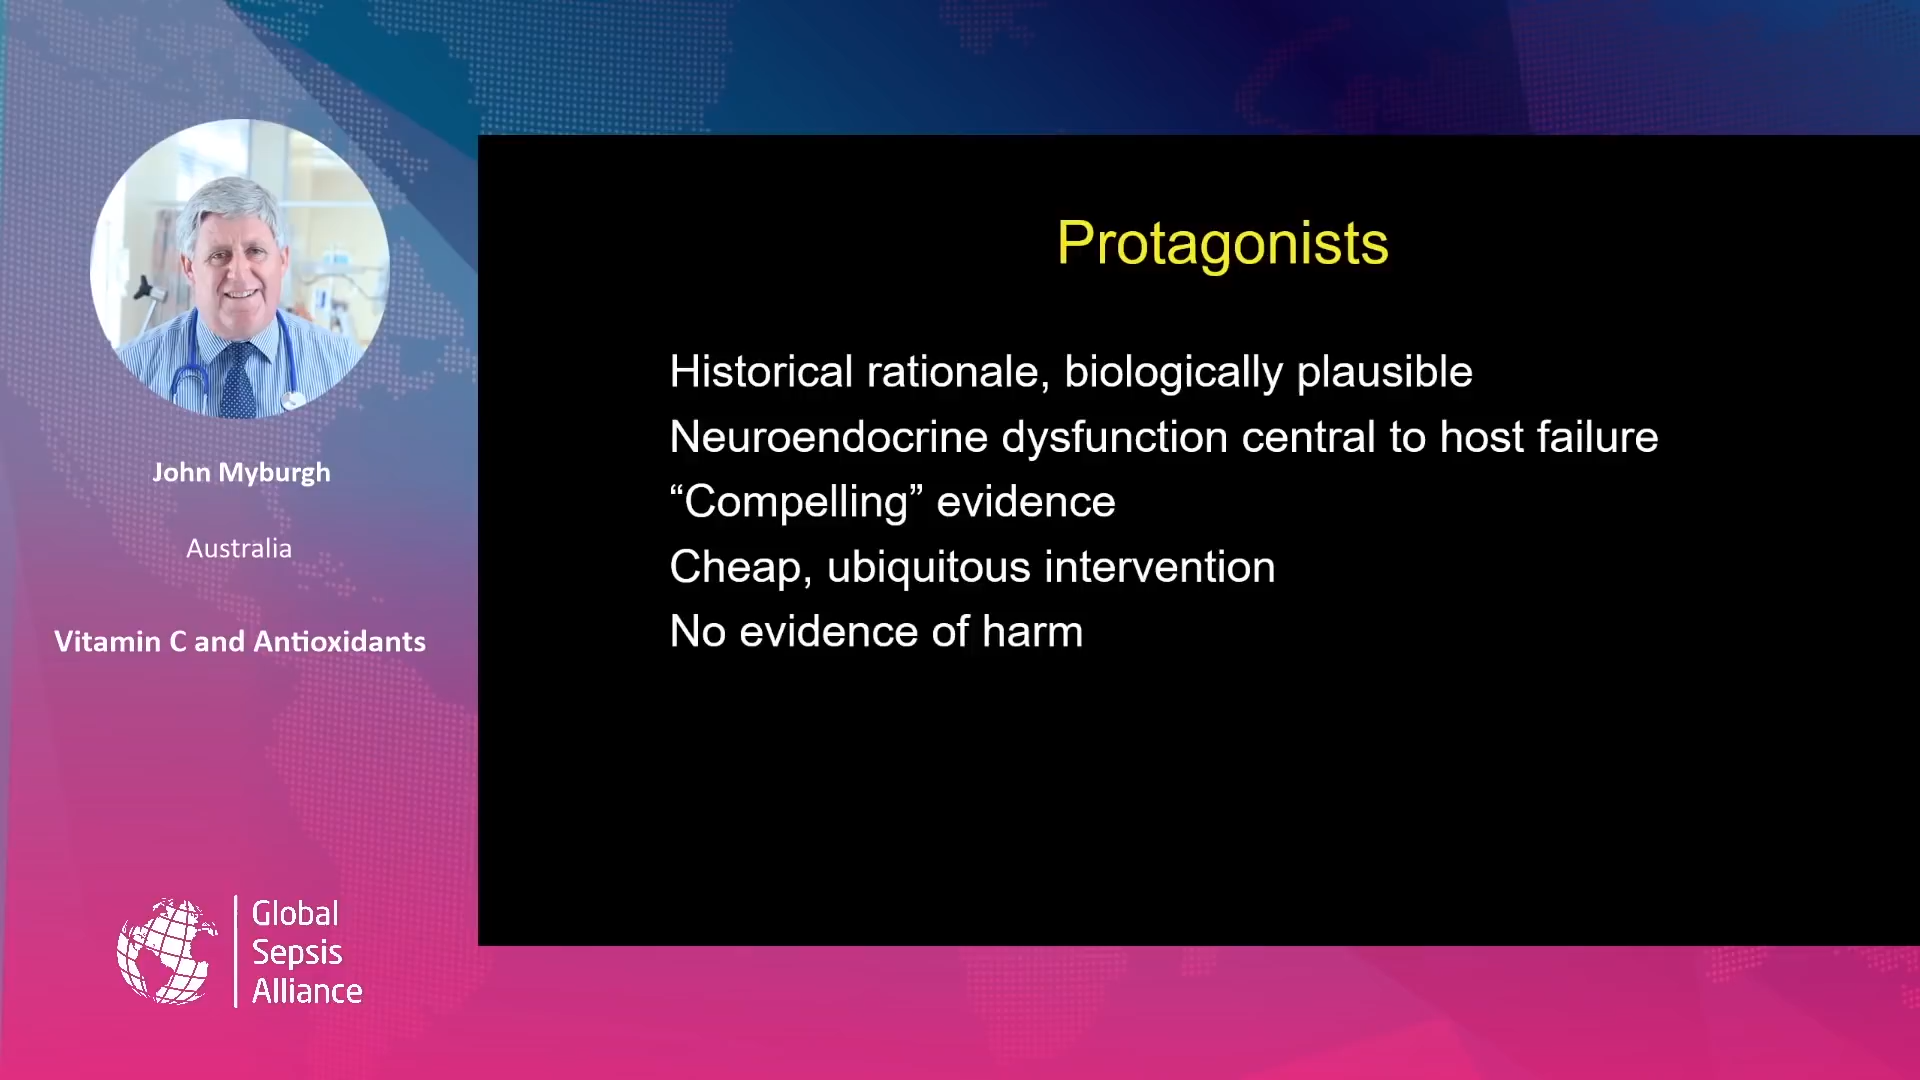 John Myburgh
Australia
Vitamin C and Antioxidants
Global
Sepsis
Alliance
Protagonists
Historical rationale, biologically plausible
Neuroendocrine dysfunction central to host failure
“Compelling” evidence
Cheap, ubiquitous intervention
No evidence of harm